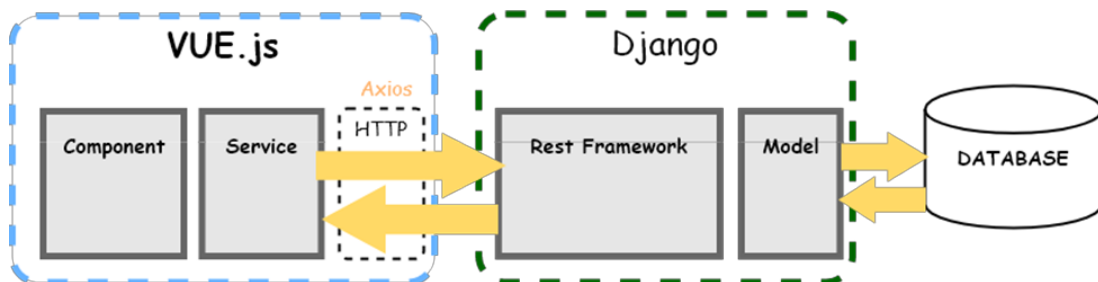 VUE.js
Django
Axios
HTTP
Component
Service
Rest Framework
Model
DATABASE